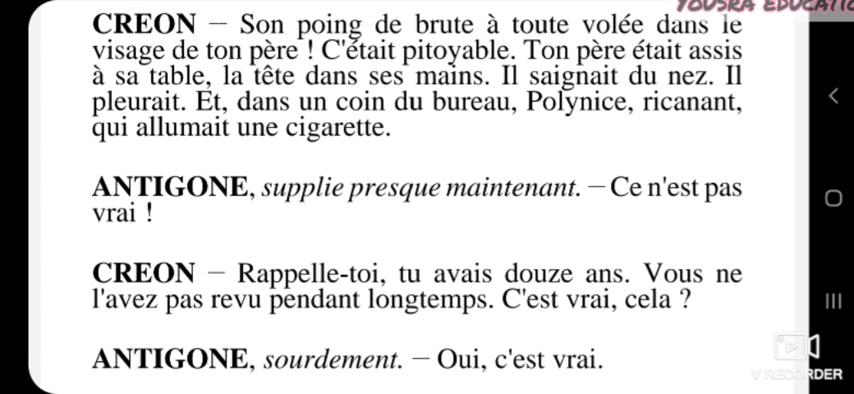 YOUSRA EDUCATIO
CREON – Son poing de brute à toute volée dans le
visage de ton père ! C'était pitoyable. Ton père était assis
à sa table, la tête dans ses mains. Il saignait du nez. Il
pleurait. Et, dans un coin du bureau, Polynice, ricanant,
qui allumait une cigarette.
ANTIGONE, supplie presque maintenant. – Ce n'est pas
vrai !
CREON – Rappelle-toi, tu avais douze ans. Vous ne
l'avez pas revu pendant longtemps. C'est vrai, cela ?
ANTIGONE, sourdement. – Oui, c'est vrai.
V RECORDER